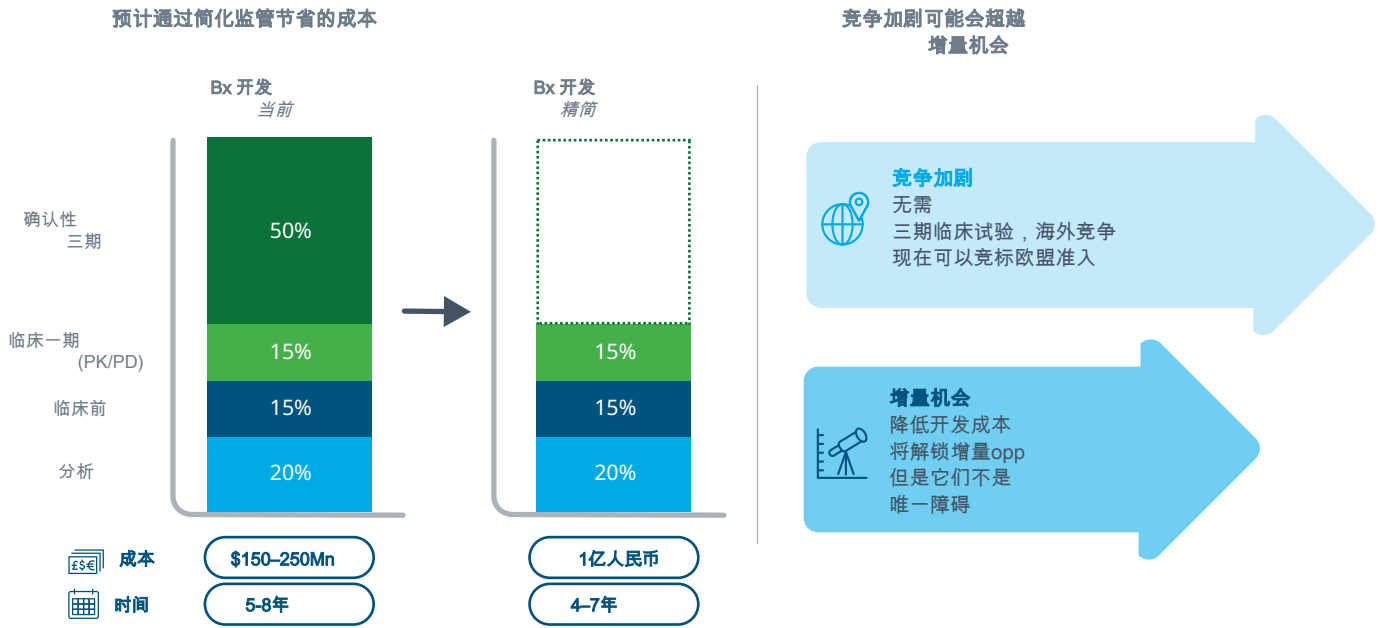 预计通过简化监管节省的成本
Bx 开发
当前
Bx 开发
精简
确认性
三期
50%
临床一期
(PK/PD)
15%
15%
临床前
15%
15%
分析
20%
20%
£$€
成本
$150–250Mn
1亿人民币
时间
5-8年
4–7年
竞争加剧可能会超越
增量机会
竞争加剧
无需
三期临床试验，海外竞争
现在可以竞标欧盟准入
增量机会
降低开发成本
将解锁增量opp
但是它们不是
唯一障碍